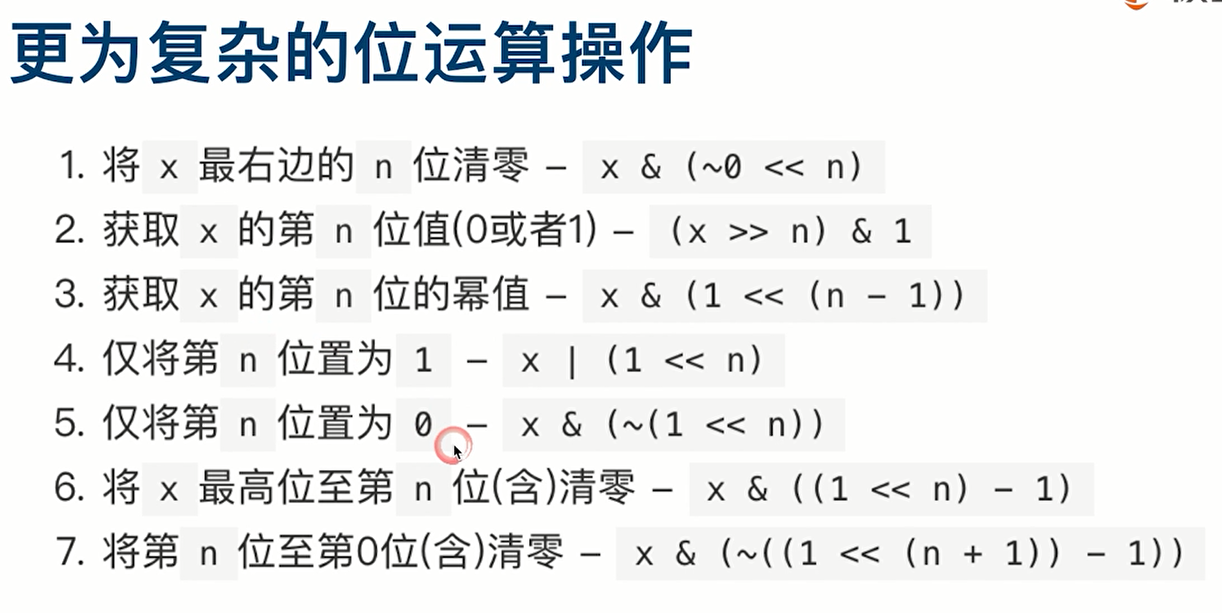 更为复杂的位运算操作
1. 将 x 最右边的 n 位清零 – x & (~0 << n)
2. 获取 x 的第 n 位值(0或者1) – (x >> n) & 1
3. 获取 x 的第 n 位的幂值 – x & (1 << (n - 1))
4. 仅将第 n 位置为 1 – x | (1 << n)
5. 仅将第 n 位置为 0 – x & (~(1 << n))
6. 将 x 最高位至第 n 位(含)清零 – x & ((1 << n) - 1)
7. 将第 n 位至第0位(含)清零 – x & (~((1 << (n + 1)) - 1))